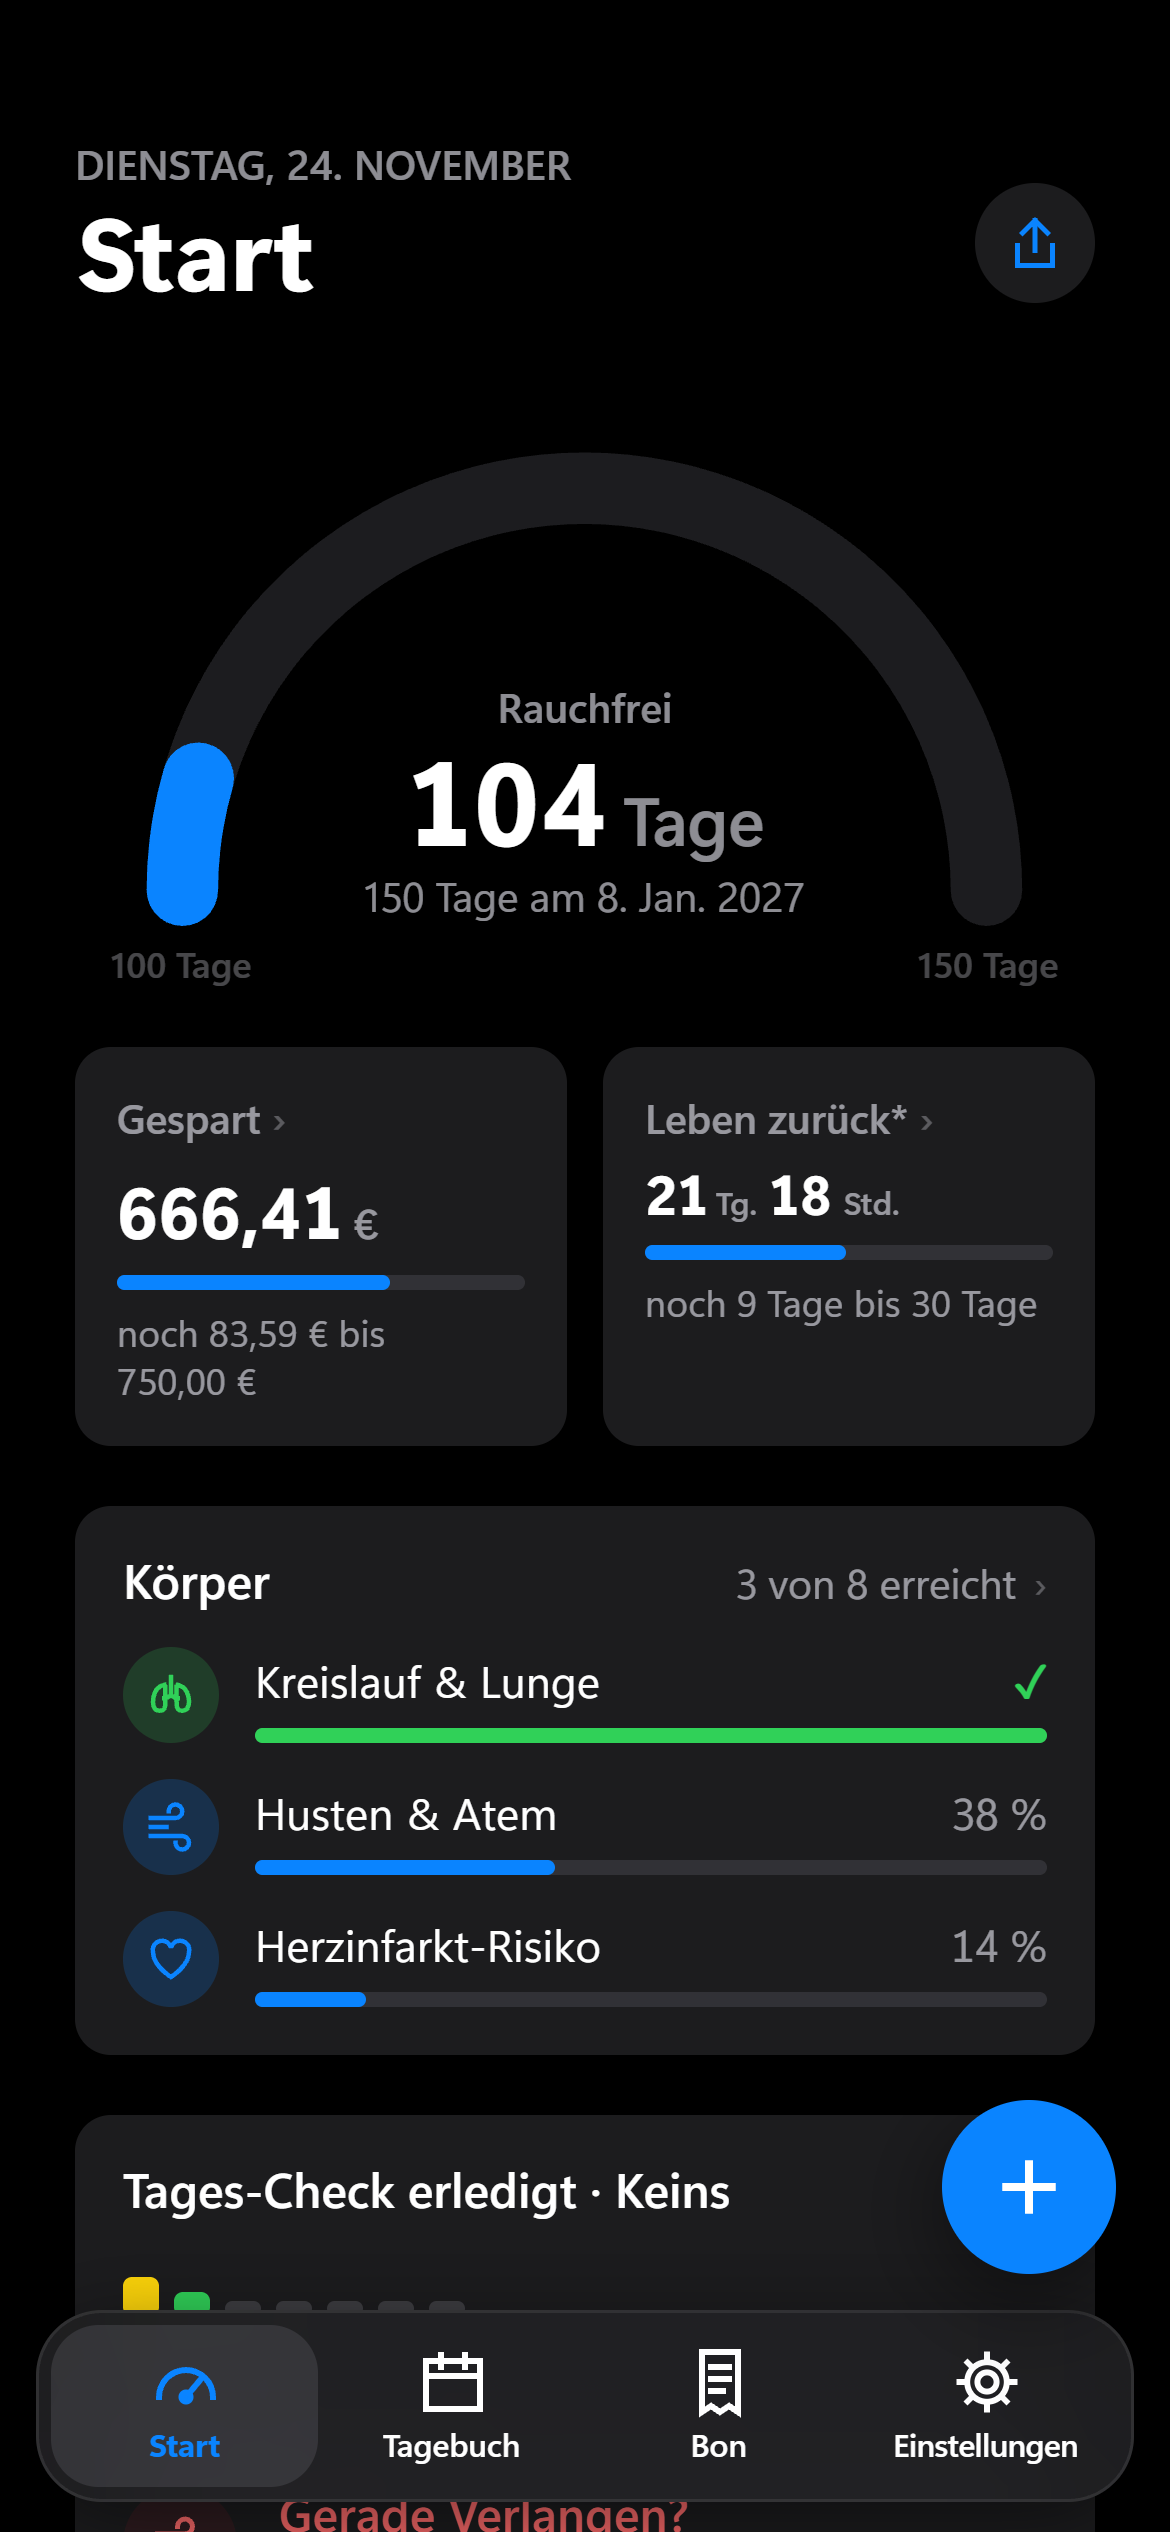 DIENSTAG, 24. NOVEMBER
Start
Rauchfrei
104 Tage
150 Tage am 8. Jan. 2027
100 Tage
150 Tage
Gespart ›
666,41 €
noch 83,59 € bis
750,00 €
Leben zurück* ›
21 Tg. 18 Std.
noch 9 Tage bis 30 Tage
Körper
3 von 8 erreicht ›
Kreislauf & Lunge ✓
Husten & Atem 38 %
Herzinfarkt-Risiko 14 %
Tages-Check erledigt · Keins
Start
Tagebuch
Bon
Einstellungen
Gerade Verlangen?